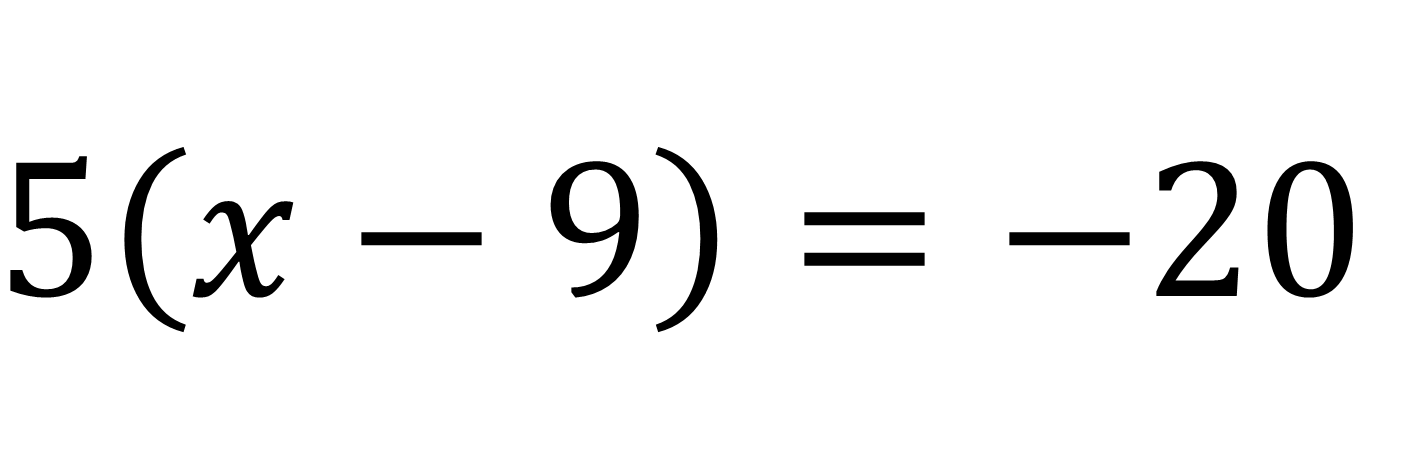 5(𝑥 − 9) = −20